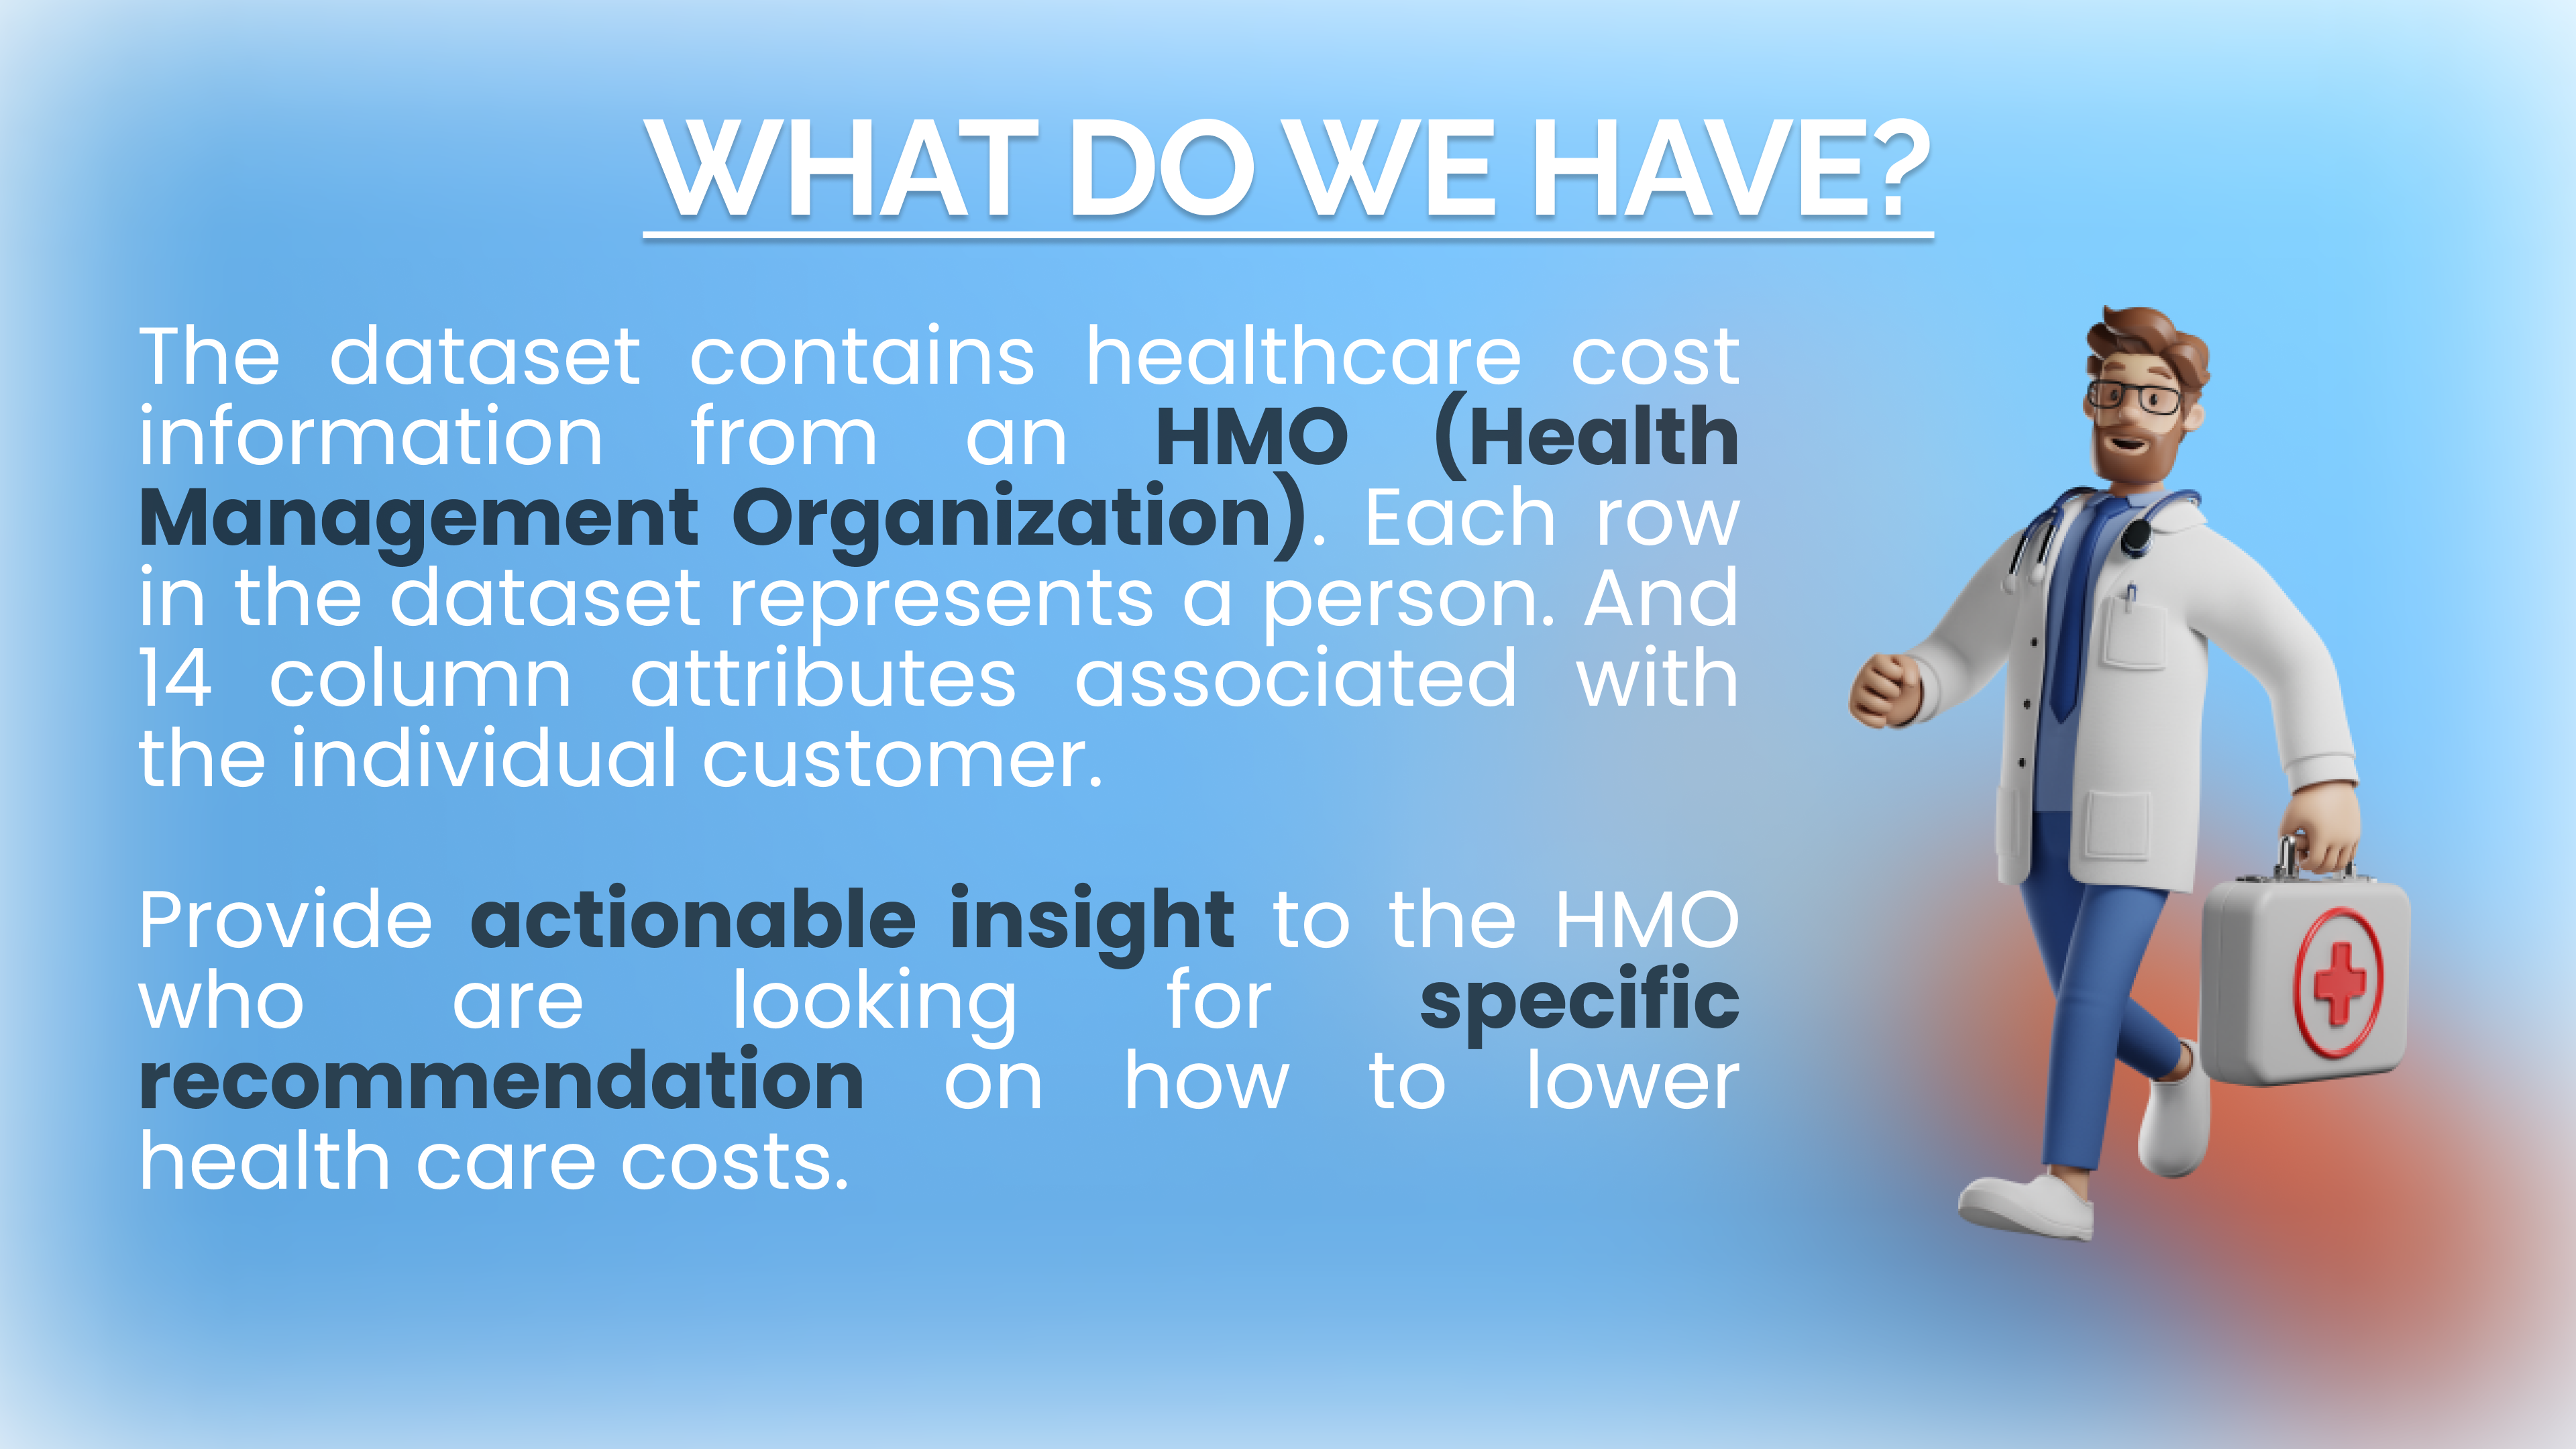 WHAT DO WE HAVE?
The dataset contains healthcare cost
information from an HMO (Health
Management Organization). Each row
in the dataset represents a person. And
14 column attributes associated with
the individual customer.
Provide actionable insight to the HMO
who are looking for specific
recommendation on how to lower
health care costs.